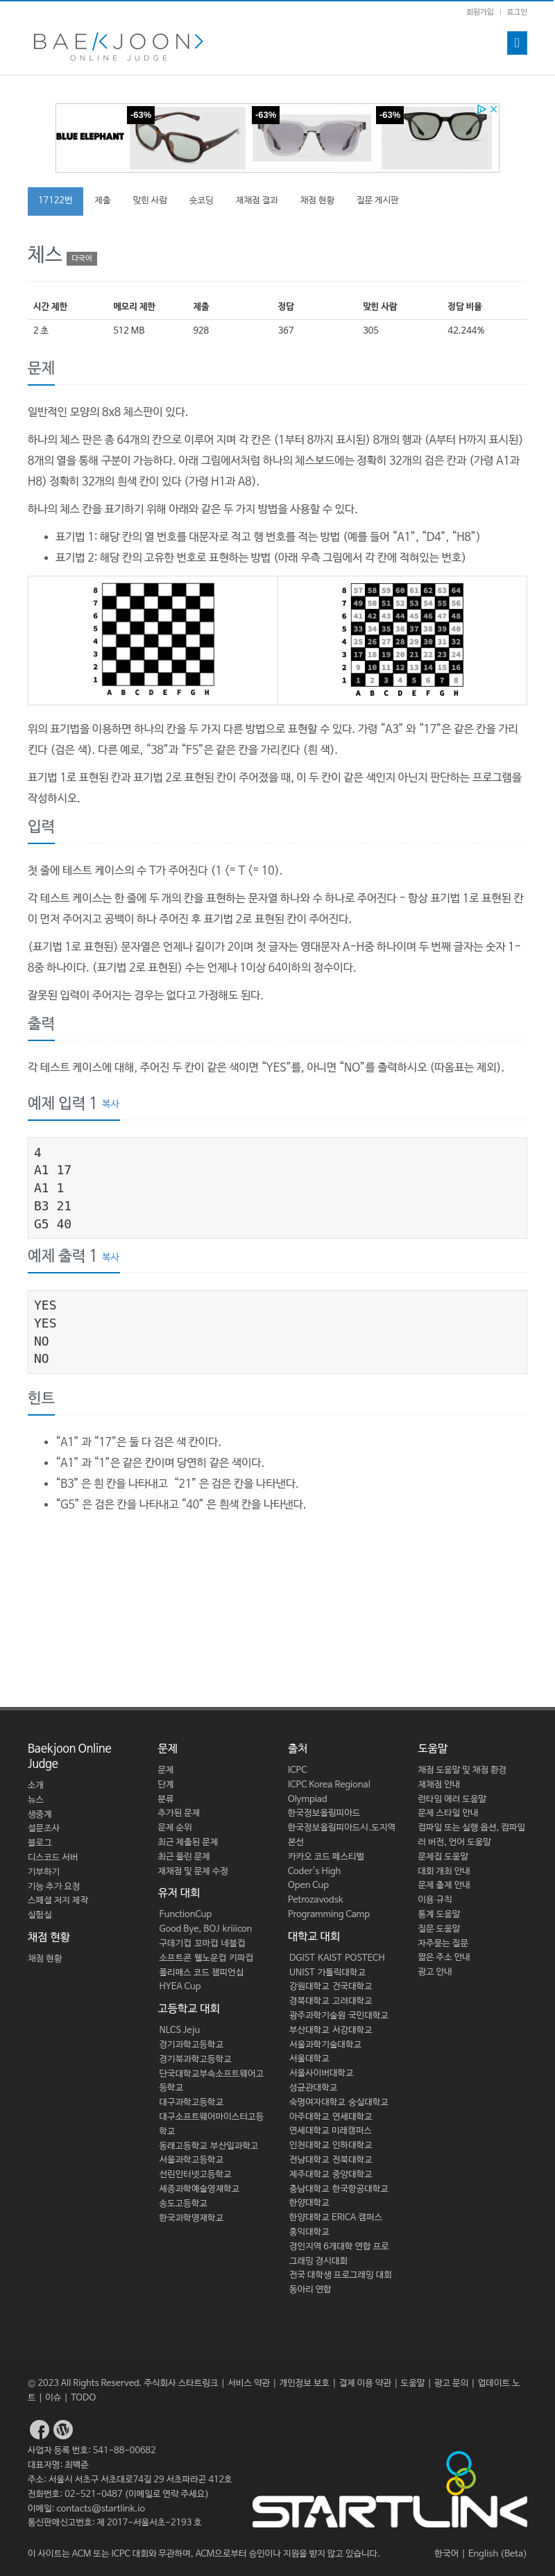 회원가입 | 로그인
BAEKJOON
ONLINE JUDGE
BLUE ELEPHANT
-63%
-63%
-63%
17122번
제출
맞힌 사람
숏코딩
재채점 결과
채점 현황
질문 게시판
체스 다국어
시간 제한 메모리 제한 제출 정답 맞힌 사람 정답 비율
2 초 512 MB 928 367 305 42.244%
문제
일반적인 모양의 8x8 체스판이 있다.
하나의 체스 판은 총 64개의 칸으로 이루어 지며 각 칸은 (1부터 8까지 표시된) 8개의 행과 (A부터 H까지 표시된)
8개의 열을 통해 구분이 가능하다. 아래 그림에서처럼 하나의 체스보드에는 정확히 32개의 검은 칸과 (가령 A1과
H8) 정확히 32개의 흰색 칸이 있다 (가령 H1과 A8).
하나의 체스 칸을 표기하기 위해 아래와 같은 두 가지 방법을 사용할 수 있다.
• 표기법 1: 해당 칸의 열 번호를 대문자로 적고 행 번호를 적는 방법 (예를 들어 “A1”, “D4”, “H8”)
• 표기법 2: 해당 칸의 고유한 번호로 표현하는 방법 (아래 우측 그림에서 각 칸에 적혀있는 번호)
8
7
6
5
4
3
2
1
A B C D E F G H
8 57 58 59 60 61 62 63 64
7 49 50 51 52 53 54 55 56
6 41 42 43 44 45 46 47 48
5 33 34 35 36 37 38 39 40
4 25 26 27 28 29 30 31 32
3 17 18 19 20 21 22 23 24
2 9 10 11 12 13 14 15 16
1 1 2 3 4 5 6 7 8
A B C D E F G H
위의 표기법을 이용하면 하나의 칸을 두 가지 다른 방법으로 표현할 수 있다. 가령 “A3” 와 “17”은 같은 칸을 가리
킨다 (검은 색). 다른 예로, “38”과 “F5”은 같은 칸을 가리킨다 (흰 색).
표기법 1로 표현된 칸과 표기법 2로 표현된 칸이 주어졌을 때, 이 두 칸이 같은 색인지 아닌지 판단하는 프로그램을
작성하시오.
입력
첫 줄에 테스트 케이스의 수 T가 주어진다 (1 <= T <= 10).
각 테스트 케이스는 한 줄에 두 개의 칸을 표현하는 문자열 하나와 수 하나로 주어진다 - 항상 표기법 1로 표현된 칸
이 먼저 주어지고 공백이 하나 주어진 후 표기법 2로 표현된 칸이 주어진다.
(표기법 1로 표현된) 문자열은 언제나 길이가 2이며 첫 글자는 영대문자 A-H중 하나이며 두 번째 글자는 숫자 1-
8중 하나이다. (표기법 2로 표현된) 수는 언제나 1이상 64이하의 정수이다.
잘못된 입력이 주어지는 경우는 없다고 가정해도 된다.
출력
각 테스트 케이스에 대해, 주어진 두 칸이 같은 색이면 “YES”를, 아니면 “NO”를 출력하시오 (따옴표는 제외).
예제 입력 1 복사
4
A1 17
A1 1
B3 21
G5 40
예제 출력 1 복사
YES
YES
NO
NO
힌트
• “A1” 과 “17”은 둘 다 검은 색 칸이다.
• “A1” 과 “1”은 같은 칸이며 당연히 같은 색이다.
• “B3” 은 흰 칸을 나타내고 “21” 은 검은 칸을 나타낸다.
• “G5” 은 검은 칸을 나타내고 “40” 은 흰색 칸을 나타낸다.
Baekjoon Online
Judge
소개
뉴스
생중계
설문조사
블로그
디스코드 서버
기부하기
기능 추가 요청
스페셜 저지 제작
실험실
채점 현황
채점 현황
문제
문제
단계
분류
추가된 문제
문제 순위
최근 제출된 문제
최근 풀린 문제
재채점 및 문제 수정
유저 대회
FunctionCup
Good Bye, BOJ kriiicon
구데기컵 꼬마컵 네블컵
소프트콘 웰노운컵 키파컵
폴리매스 코드 챔피언십
HYEA Cup
고등학교 대회
NLCS Jeju
경기과학고등학교
경기북과학고등학교
단국대학교부속소프트웨어고
등학교
대구과학고등학교
대구소프트웨어마이스터고등
학교
동래고등학교 부산일과학고
서울과학고등학교
선린인터넷고등학교
세종과학예술영재학교
송도고등학교
한국과학영재학교
출처
ICPC
ICPC Korea Regional
Olympiad
한국정보올림피아드
한국정보올림피아드시.도지역
본선
카카오 코드 페스티벌
Coder's High
Open Cup
Petrozavodsk
Programming Camp
대학교 대회
DGIST KAIST POSTECH
UNIST 가톨릭대학교
강원대학교 건국대학교
경북대학교 고려대학교
광주과학기술원 국민대학교
부산대학교 서강대학교
서울과학기술대학교
서울대학교
서울사이버대학교
성균관대학교
숙명여자대학교 숭실대학교
아주대학교 연세대학교
연세대학교 미래캠퍼스
인천대학교 인하대학교
전남대학교 전북대학교
제주대학교 중앙대학교
충남대학교 한국항공대학교
한양대학교
한양대학교 ERICA 캠퍼스
홍익대학교
경인지역 6개대학 연합 프로
그래밍 경시대회
전국 대학생 프로그래밍 대회
동아리 연합
도움말
채점 도움말 및 채점 환경
재채점 안내
런타임 에러 도움말
문제 스타일 안내
컴파일 또는 실행 옵션, 컴파일
러 버전, 언어 도움말
문제집 도움말
대회 개최 안내
문제 출제 안내
이용 규칙
통계 도움말
질문 도움말
자주묻는 질문
짧은 주소 안내
광고 안내
© 2023 All Rights Reserved. 주식회사 스타트링크 | 서비스 약관 | 개인정보 보호 | 결제 이용 약관 | 도움말 | 광고 문의 | 업데이트 노
트 | 이슈 | TODO
사업자 등록 번호: 541-88-00682
대표자명: 최백준
주소: 서울시 서초구 서초대로74길 29 서초파라곤 412호
전화번호: 02-521-0487 (이메일로 연락 주세요)
이메일: contacts@startlink.io
통신판매신고번호: 제 2017-서울서초-2193 호
STARTLINK
이 사이트는 ACM 또는 ICPC 대회와 무관하며, ACM으로부터 승인이나 지원을 받지 않고 있습니다.
한국어 | English (Beta)